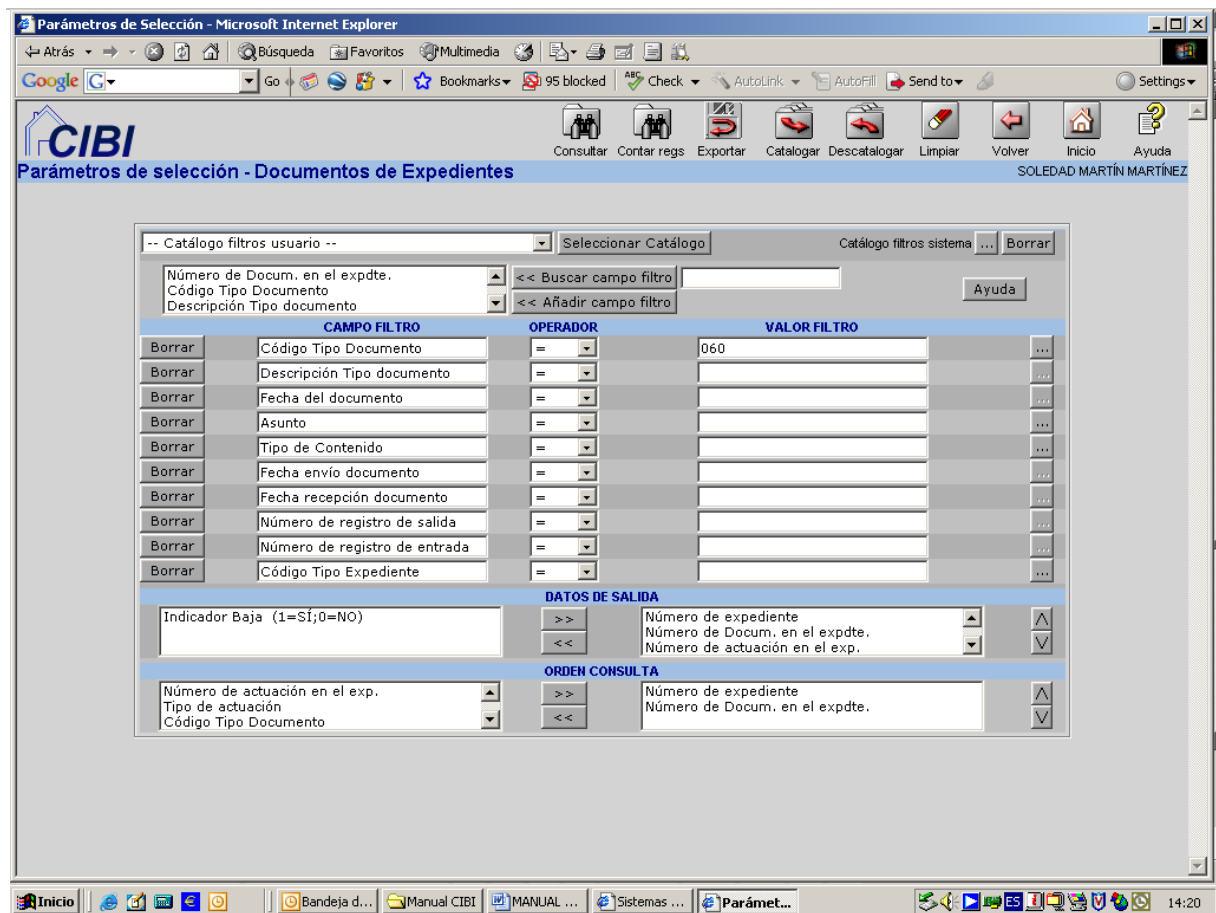 Parámetros de Selección - Microsoft Internet Explorer
Atrás Búsqueda Favoritos Multimedia
Google G Go Bookmarks 95 blocked ABC Check AutoLink AutoFill Send to Settings
CIBI
Consultar Contar regs Exportar Catalogar Descatalogar Limpiar Volver Inicio Ayuda
Parámetros de selección - Documentos de Expedientes SOLEDAD MARTÍN MARTÍNEZ
-- Catálogo filtros usuario -- Seleccionar Catálogo Catálogo filtros sistema ... Borrar
Número de Docum. en el expdte.
Código Tipo Documento
Descripción Tipo documento
<< Buscar campo filtro
<< Añadir campo filtro
Ayuda
CAMPO FILTRO OPERADOR VALOR FILTRO
Borrar Código Tipo Documento = 060 ...
Borrar Descripción Tipo documento = ...
Borrar Fecha del documento = ...
Borrar Asunto = ...
Borrar Tipo de Contenido = ...
Borrar Fecha envío documento = ...
Borrar Fecha recepción documento = ...
Borrar Número de registro de salida = ...
Borrar Número de registro de entrada = ...
Borrar Código Tipo Expediente = ...
DATOS DE SALIDA
Indicador Baja (1=SÍ;0=NO)
>>
<<
Número de expediente
Número de Docum. en el expdte.
Número de actuación en el exp.
ORDEN CONSULTA
Número de actuación en el exp.
Tipo de actuación
Código Tipo Documento
>>
<<
Número de expediente
Número de Docum. en el expdte.
Inicio Bandeja d... Manual CIBI MANUAL ... Sistemas ... Parámet... ES 14:20